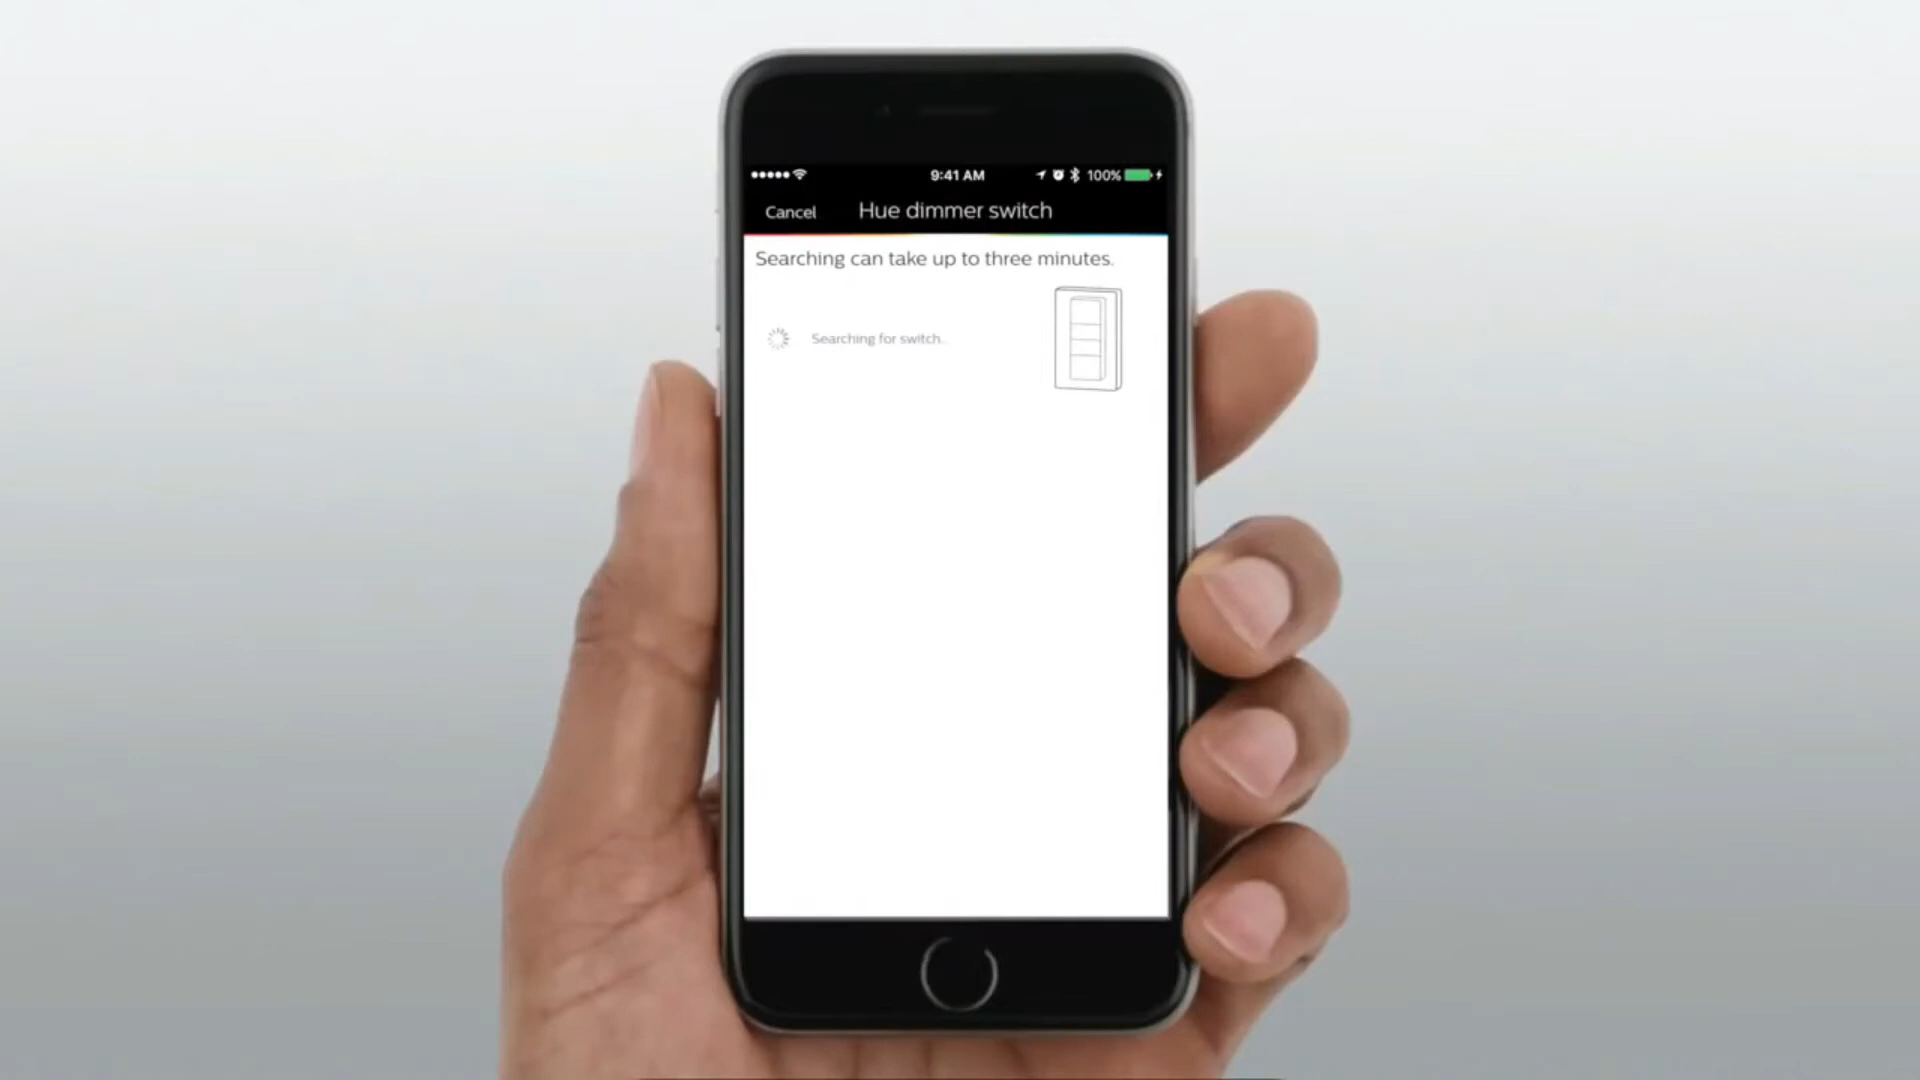 9:41 AM
100%
Cancel
Hue dimmer switch
Searching can take up to three minutes.
Searching for switch..